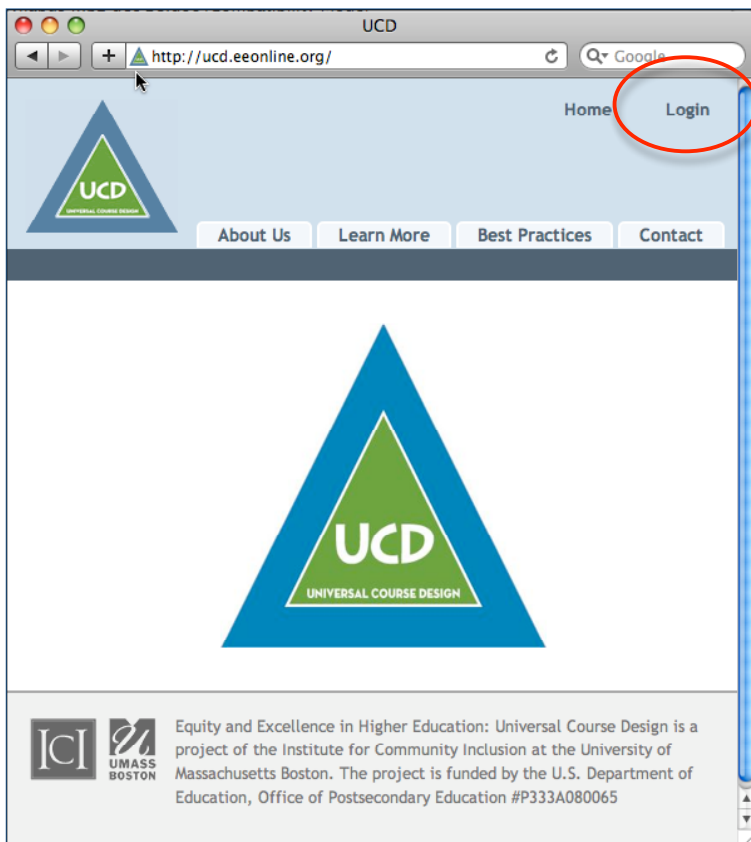 UCD
http://ucd.eeonline.org/
Google
Home Login
UCD
UNIVERSAL COURSE DESIGN
About Us Learn More Best Practices Contact
UCD
UNIVERSAL COURSE DESIGN
ICI
UMASS
BOSTON
Equity and Excellence in Higher Education: Universal Course Design is a
project of the Institute for Community Inclusion at the University of
Massachusetts Boston. The project is funded by the U.S. Department of
Education, Office of Postsecondary Education #P333A080065